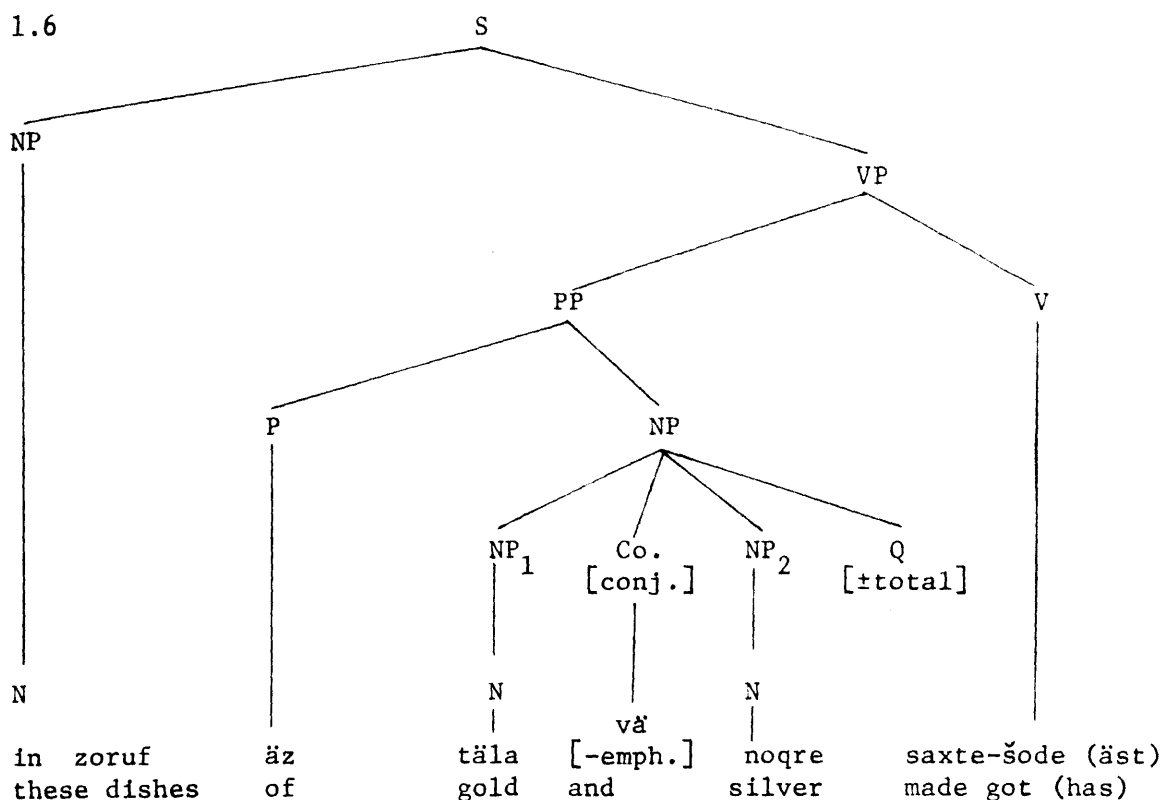 1.6
S
NP
VP
PP V
P NP
NP1 Co. NP2 Q
[conj.] [±total]
N N N
vä
in zoruf äz täla [-emph.] noqre saxte-šode (äst)
these dishes of gold and silver made got (has)